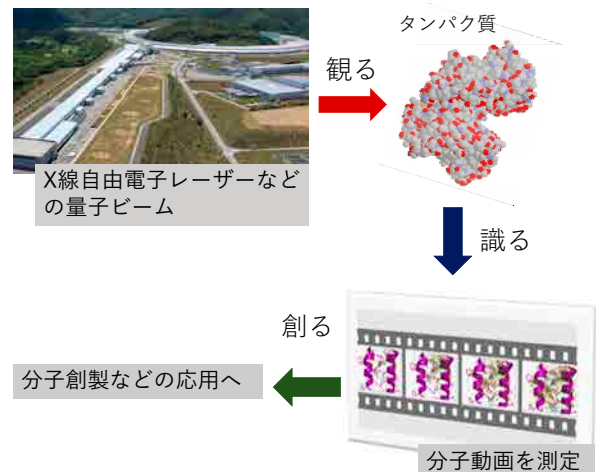 タンパク質
観る
X線自由電子レーザーなど
の量子ビーム
識る
創る
分子創製などの応用へ
分子動画を測定